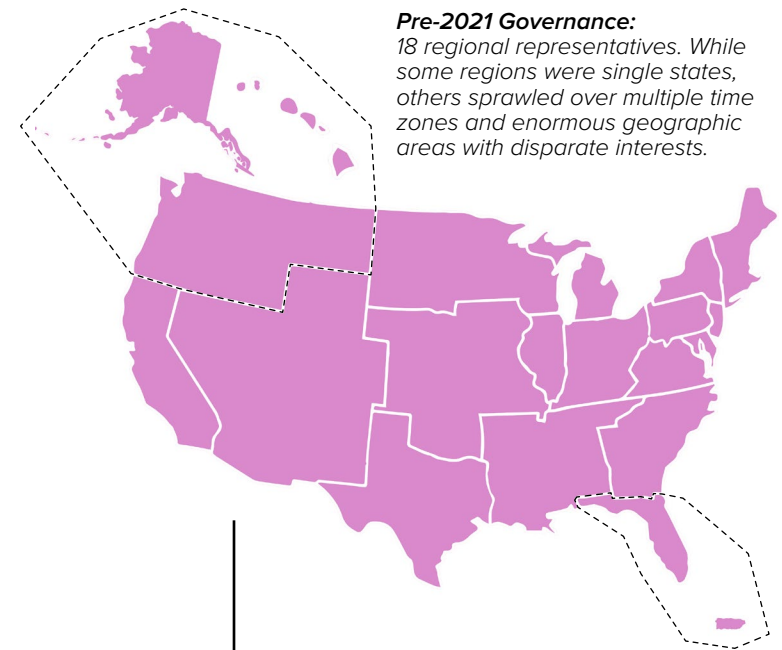 Pre-2021 Governance:
18 regional representatives. While
some regions were single states,
others sprawled over multiple time
zones and enormous geographic
areas with disparate interests.